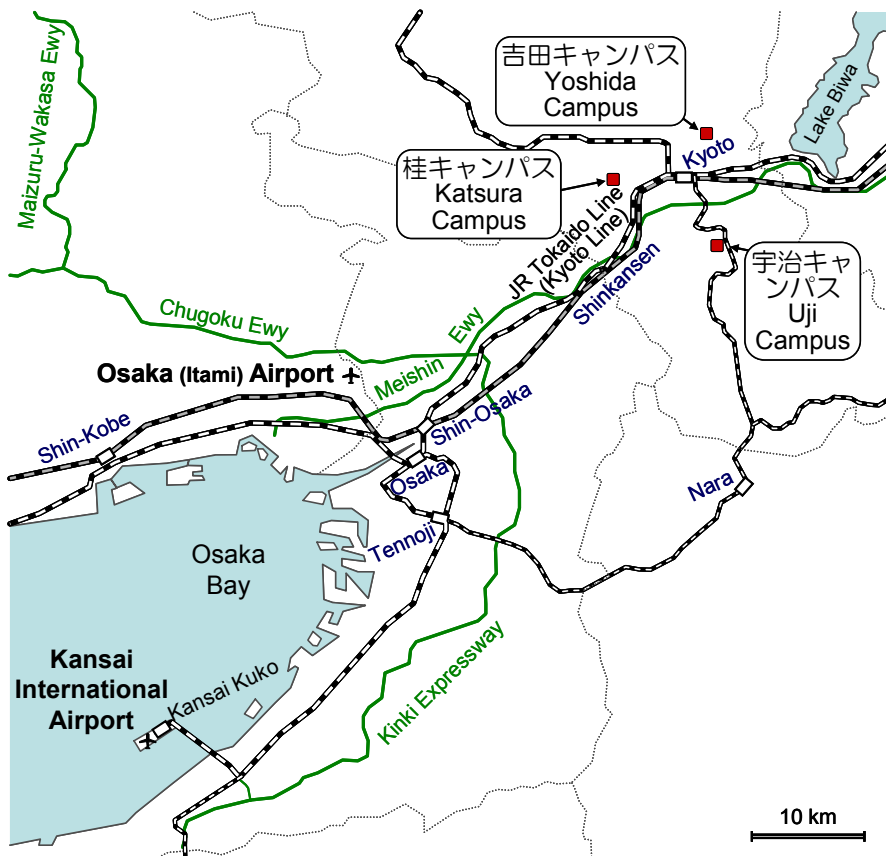 吉田キャンパス
Yoshida
Campus
Maizuru-Wakasa Ewy
Lake Biwa
桂キャンパス
Katsura
Campus
Kyoto
JR Tokaido Line
(Kyoto Line)
Shinkansen
宇治キャ
ンパス
Uji
Campus
Chugoku Ewy
Meishin Ewy
Osaka (Itami) Airport
Shin-Kobe
Shin-Osaka
Osaka
Nara
Tennoji
Osaka
Bay
Kansai
International
Airport
Kansai Kuko
Kinki Expressway
10 km